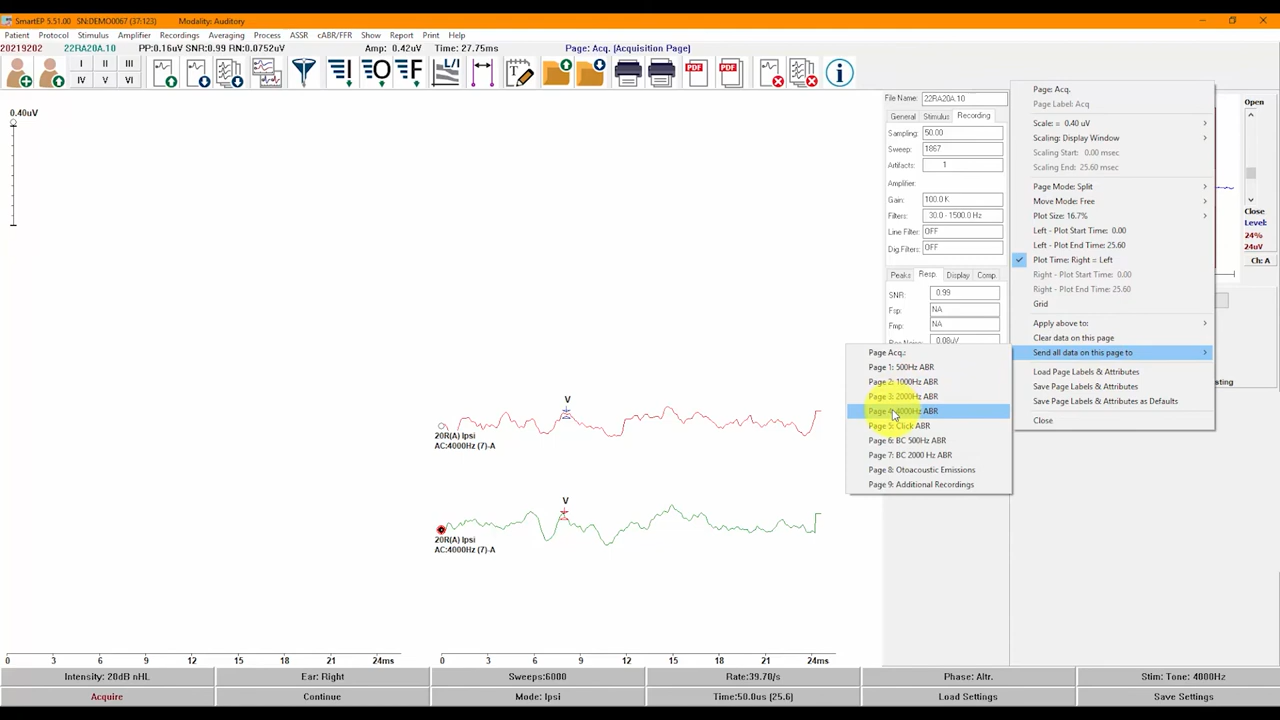 SmartEP 5.51.00 SN:DEMO0067 (37:123) Modality: Auditory
Patient Protocol Stimulus Amplifier Recordings Averaging Process ASSR cABR/FFR Show Report Print Help
20219202 22RA20A.10 PP:0.16uV SNR:0.99 RN:0.0752uV Amp: 0.42uV Time: 27.75ms Page: Acq. (Acquisition Page)
I II III
IV V VI
L/I
PDF PDF
0.40uV
File Name: 22RA20A.10
General Stimulus Recording
Sampling: 50.00
Sweep: 1867
Artifacts: 1
Amplifier:
Gain: 100.0 K
Filters: 30.0 - 1500.0 Hz
Line Filter: OFF
Dig Filters: OFF
Peaks Resp. Display Comp.
SNR: 0.99
Fsp: NA
Fmp: NA
0.08uV
Page: Acq.
Page Label: Acq
Scale: = 0.40 uV
Scaling: Display Window
Scaling Start: 0.00 msec
Scaling End: 25.60 msec
Page Mode: Split
Move Mode: Free
Plot Size: 16.7%
Left - Plot Start Time: 0.00
Left - Plot End Time: 25.60
Plot Time: Right = Left
Right - Plot Start Time: 0.00
Right - Plot End Time: 25.60
Grid
Apply above to:
Clear data on this page
Send all data on this page to
Load Page Labels & Attributes
Save Page Labels & Attributes
Save Page Labels & Attributes as Defaults
Close
Page Acq.:
Page 1: 500Hz ABR
Page 2: 1000Hz ABR
Page 3: 2000Hz ABR
Page 4: 4000Hz ABR
Page 5: Click ABR
Page 6: BC 500Hz ABR
Page 7: BC 2000 Hz ABR
Page 8: Otoacoustic Emissions
Page 9: Additional Recordings
Open
Close
Level:
24%
24uV
Ch: A
V
20R(A) Ipsi
AC:4000Hz (7)-A
V
20R(A) Ipsi
AC:4000Hz (7)-A
0 3 6 9 12 15 18 21 24ms 0 3 6 9 12 15 18 21 24ms
Intensity: 20dB nHL Ear: Right Sweeps:6000 Rate:39.70/s Phase: Altr. Stim: Tone: 4000Hz
Acquire Continue Mode: Ipsi Time:50.0us (25.6) Load Settings Save Settings